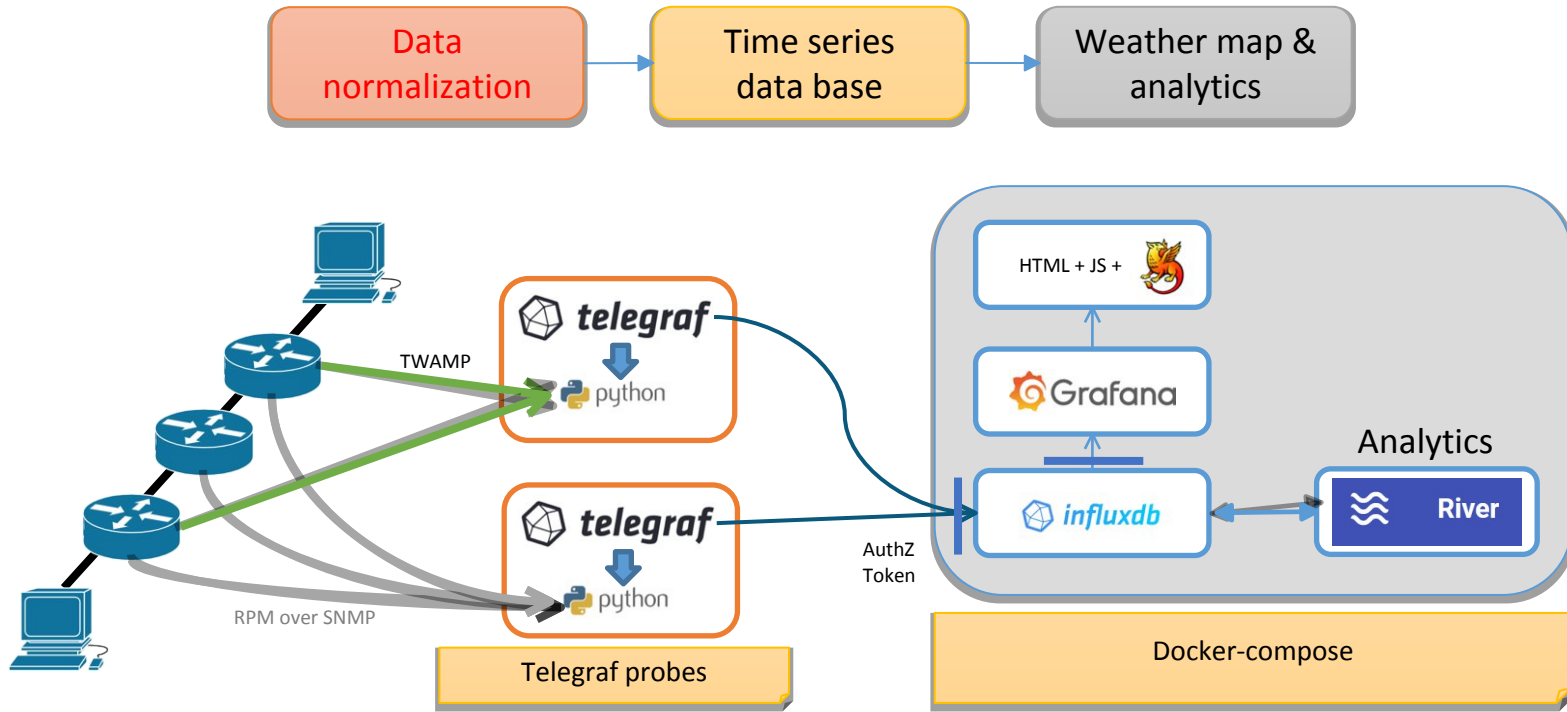 Data
normalization
Time series
data base
Weather map &
analytics
HTML + JS +
telegraf
TWAMP
python
Grafana
Analytics
telegraf
influxdb
River
AuthZ
Token
python
RPM over SNMP
Telegraf probes
Docker-compose